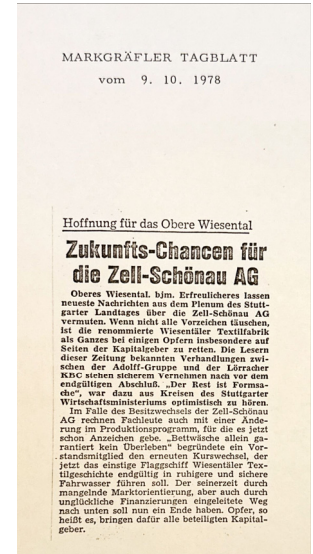 MARKGRÄFLER TAGBLATT
vom 9. 10. 1978
Hoffnung für das Obere Wiesental
Zukunfts-Chancen für
die Zell-Schönau AG
Oberes Wiesental. bjm. Erfreulicheres lassen
neueste Nachrichten aus dem Plenum des Stutt-
garter Landtages über die Zell-Schönau AG
vermuten. Wenn nicht alle Vorzeichen täuschen,
ist die renommierte Wiesentäler Textilfabrik
als Ganzes bei einigen Opfern insbesondere auf
Seiten der Kapitalgeber zu retten. Die Lesern
dieser Zeitung bekannten Verhandlungen zwi-
schen der Adolff-Gruppe und der Lörracher
KBC stehen sicherem Vernehmen nach vor dem
endgültigen Abschluß. „Der Rest ist Formsa-
che“, war dazu aus Kreisen des Stuttgarter
Wirtschaftsministeriums optimistisch zu hören.
Im Falle des Besitzwechsels der Zell-Schönau
AG rechnen Fachleute auch mit einer Ände-
rung im Produktionsprogramm, für die es jetzt
schon Anzeichen gebe. „Bettwäsche allein ga-
rantiert kein Überleben“ begründete ein Vor-
standsmitglied den erneuten Kurswechsel, der
jetzt das einstige Flaggschiff Wiesentäler Tex-
tilgeschichte endgültig in ruhigere und sichere
Fahrwasser führen soll. Der seinerzeit durch
mangelnde Marktorientierung, aber auch durch
unglückliche Finanzierungen eingeleitete Weg
nach unten soll nun ein Ende haben. Opfer, so
heißt es, bringen dafür alle beteiligten Kapital-
geber.